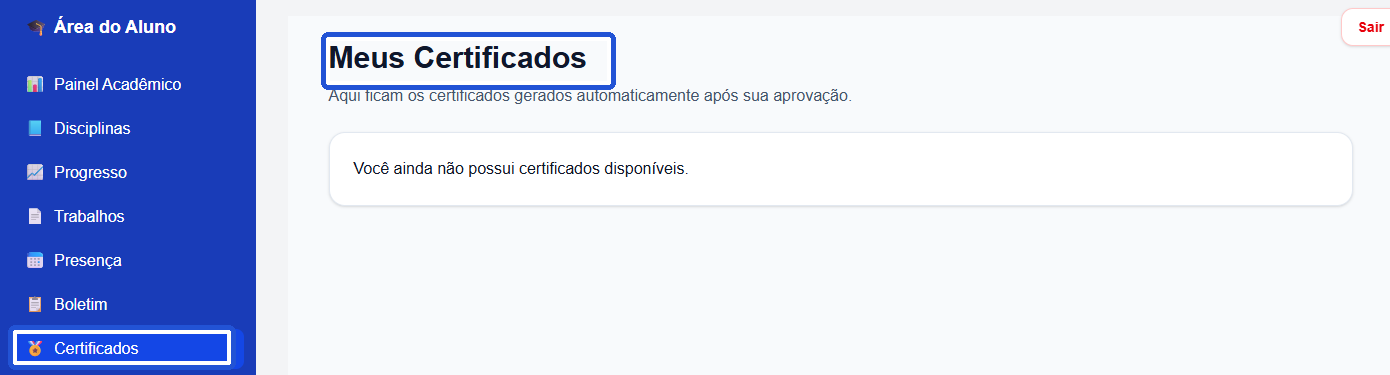 Área do Aluno
Painel Acadêmico
Disciplinas
Progresso
Trabalhos
Presença
Boletim
Certificados
Sair
Meus Certificados
Aqui ficam os certificados gerados automaticamente após sua aprovação.
Você ainda não possui certificados disponíveis.